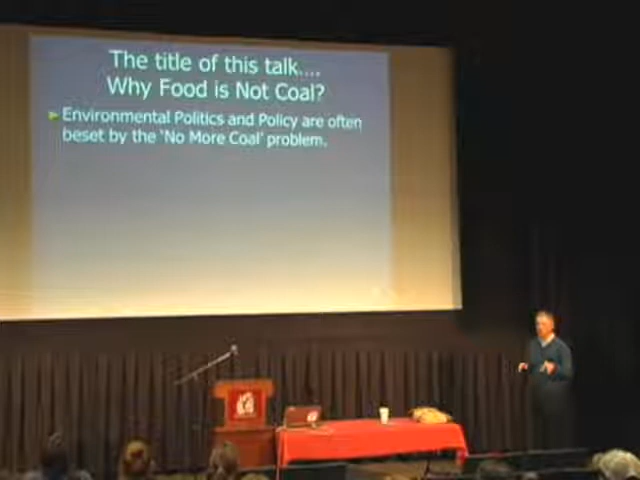 The title of this talk....
Why Food is Not Coal?
Environmental Politics and Policy are often
beset by the 'No More Coal' problem.